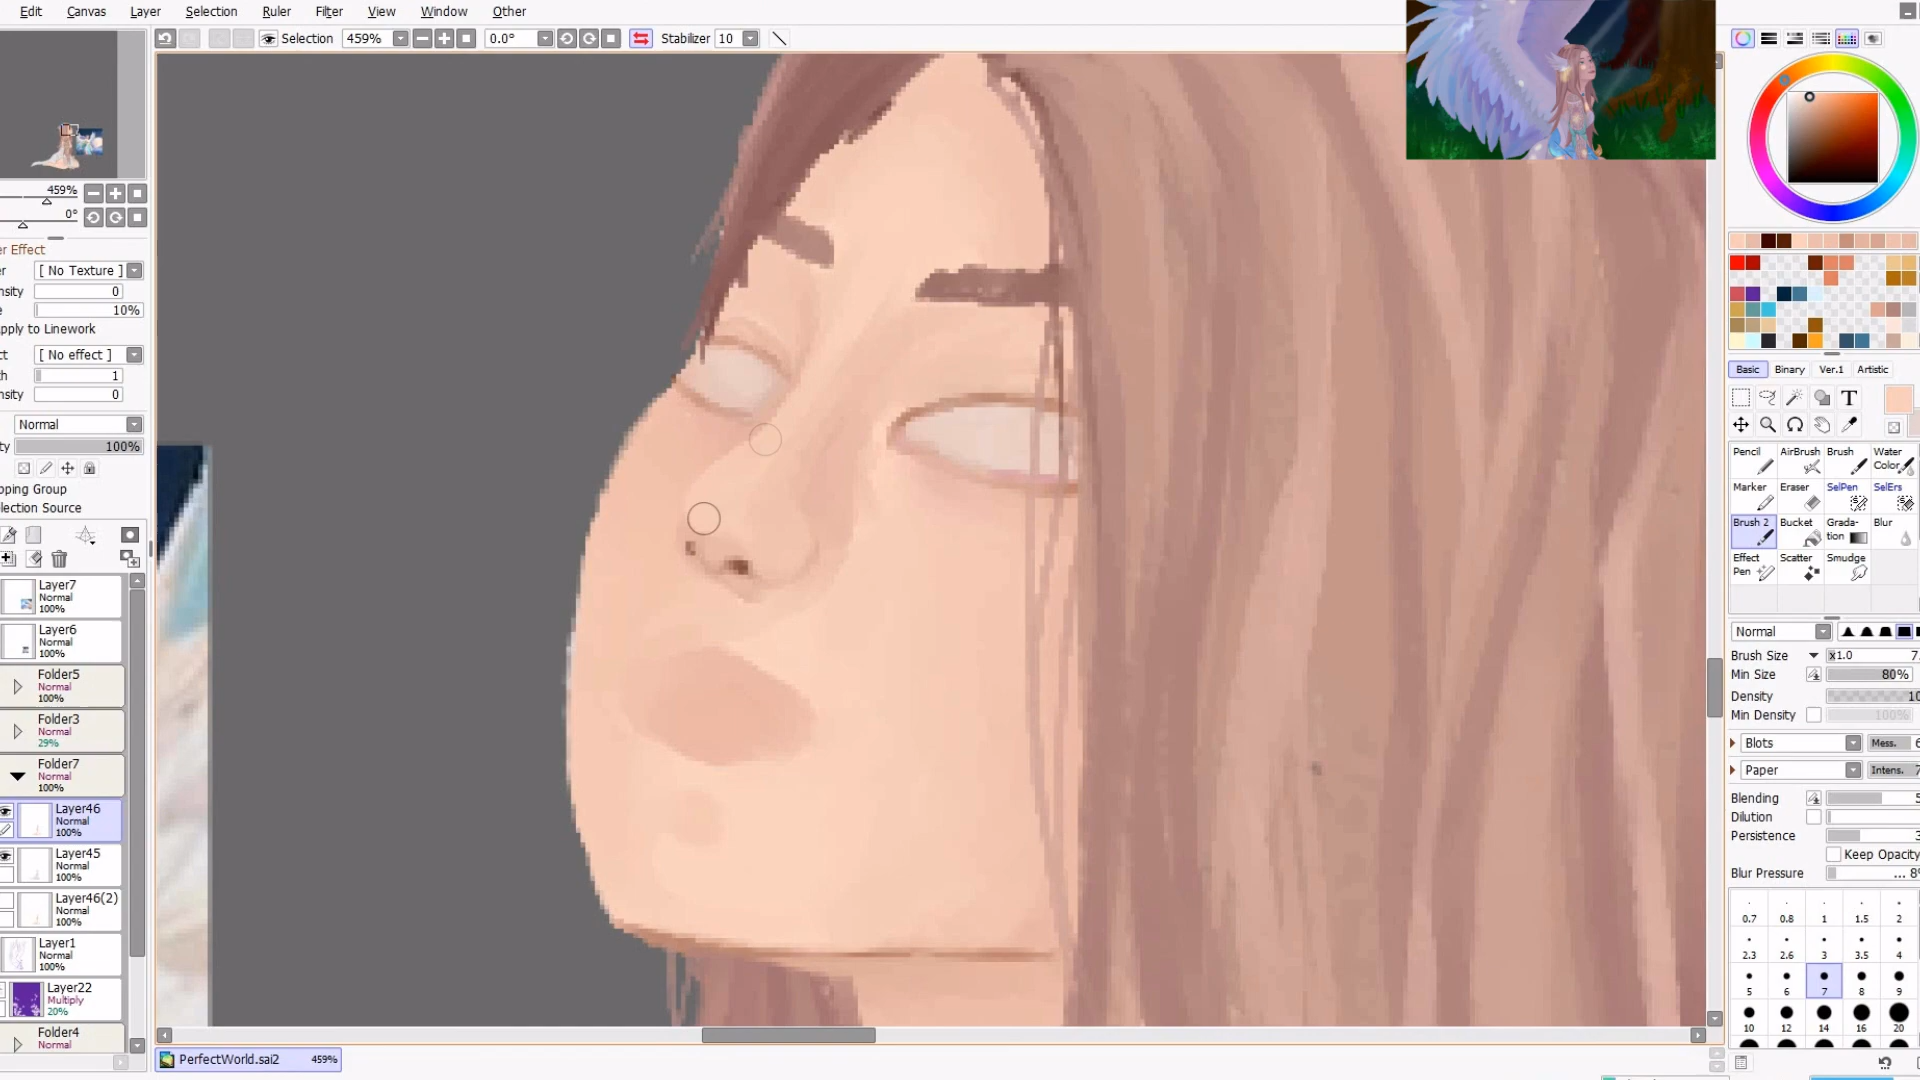 Edit Canvas Layer Selection Ruler Filter View Window Other
Selection 459% 0.0° Stabilizer 10
459%
0°
er Effect
[ No Texture ]
nsity 0
10%
pply to Linework
[ No effect ]
1
nsity 0
Normal
100%
pping Group
lection Source
Layer7
Normal
100%
Layer6
Normal
100%
Folder5
Normal
100%
Folder3
Normal
29%
Folder7
Normal
100%
Layer46
Normal
100%
Layer45
Normal
100%
Layer46(2)
Normal
100%
Layer1
Normal
100%
Layer22
Multiply
20%
Folder4
Normal
PerfectWorld.sai2 459%
Basic Binary Ver.1 Artistic
T
Pencil AirBrush Brush Water Color
Marker Eraser SelPen SelErs
Brush 2 Bucket Grada-tion Blur
Effect Pen Scatter Smudge
Normal
Brush Size x1.0 7.
Min Size 80%
Density 10
Min Density 100%
Blots Mess.
Paper Intens.
Blending
Dilution
Persistence
Keep Opacity
Blur Pressure ... 8%
0.7 0.8 1 1.5 2
2.3 2.6 3 3.5 4
5 6 7 8 9
10 12 14 16 20